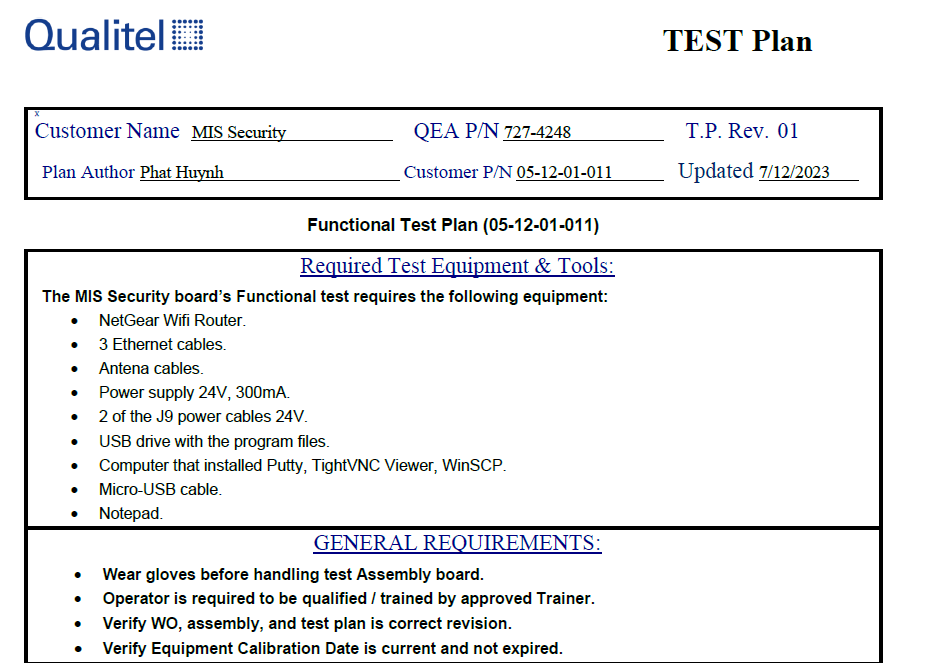 Qualitel
TEST Plan
x
Customer Name MIS Security QEA P/N 727-4248 T.P. Rev. 01
Plan Author Phat Huynh Customer P/N 05-12-01-011 Updated 7/12/2023
Functional Test Plan (05-12-01-011)
Required Test Equipment & Tools:
The MIS Security board's Functional test requires the following equipment:
• NetGear Wifi Router.
• 3 Ethernet cables.
• Antena cables.
• Power supply 24V, 300mA.
• 2 of the J9 power cables 24V.
• USB drive with the program files.
• Computer that installed Putty, TightVNC Viewer, WinSCP.
• Micro-USB cable.
• Notepad.
GENERAL REQUIREMENTS:
• Wear gloves before handling test Assembly board.
• Operator is required to be qualified / trained by approved Trainer.
• Verify WO, assembly, and test plan is correct revision.
• Verify Equipment Calibration Date is current and not expired.